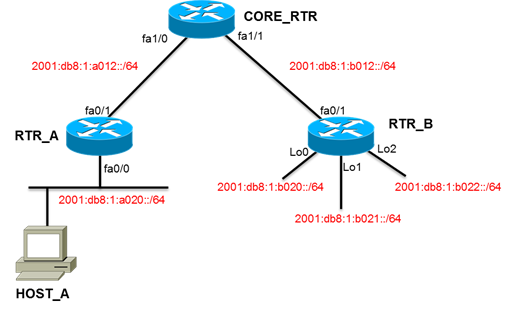 CORE_RTR
fa1/0
fa1/1
2001:db8:1:a012::/64
2001:db8:1:b012::/64
fa0/1
fa0/1
RTR_A
RTR_B
Lo0
Lo2
Lo1
fa0/0
2001:db8:1:b020::/64
2001:db8:1:b022::/64
2001:db8:1:a020::/64
2001:db8:1:b021::/64
HOST_A